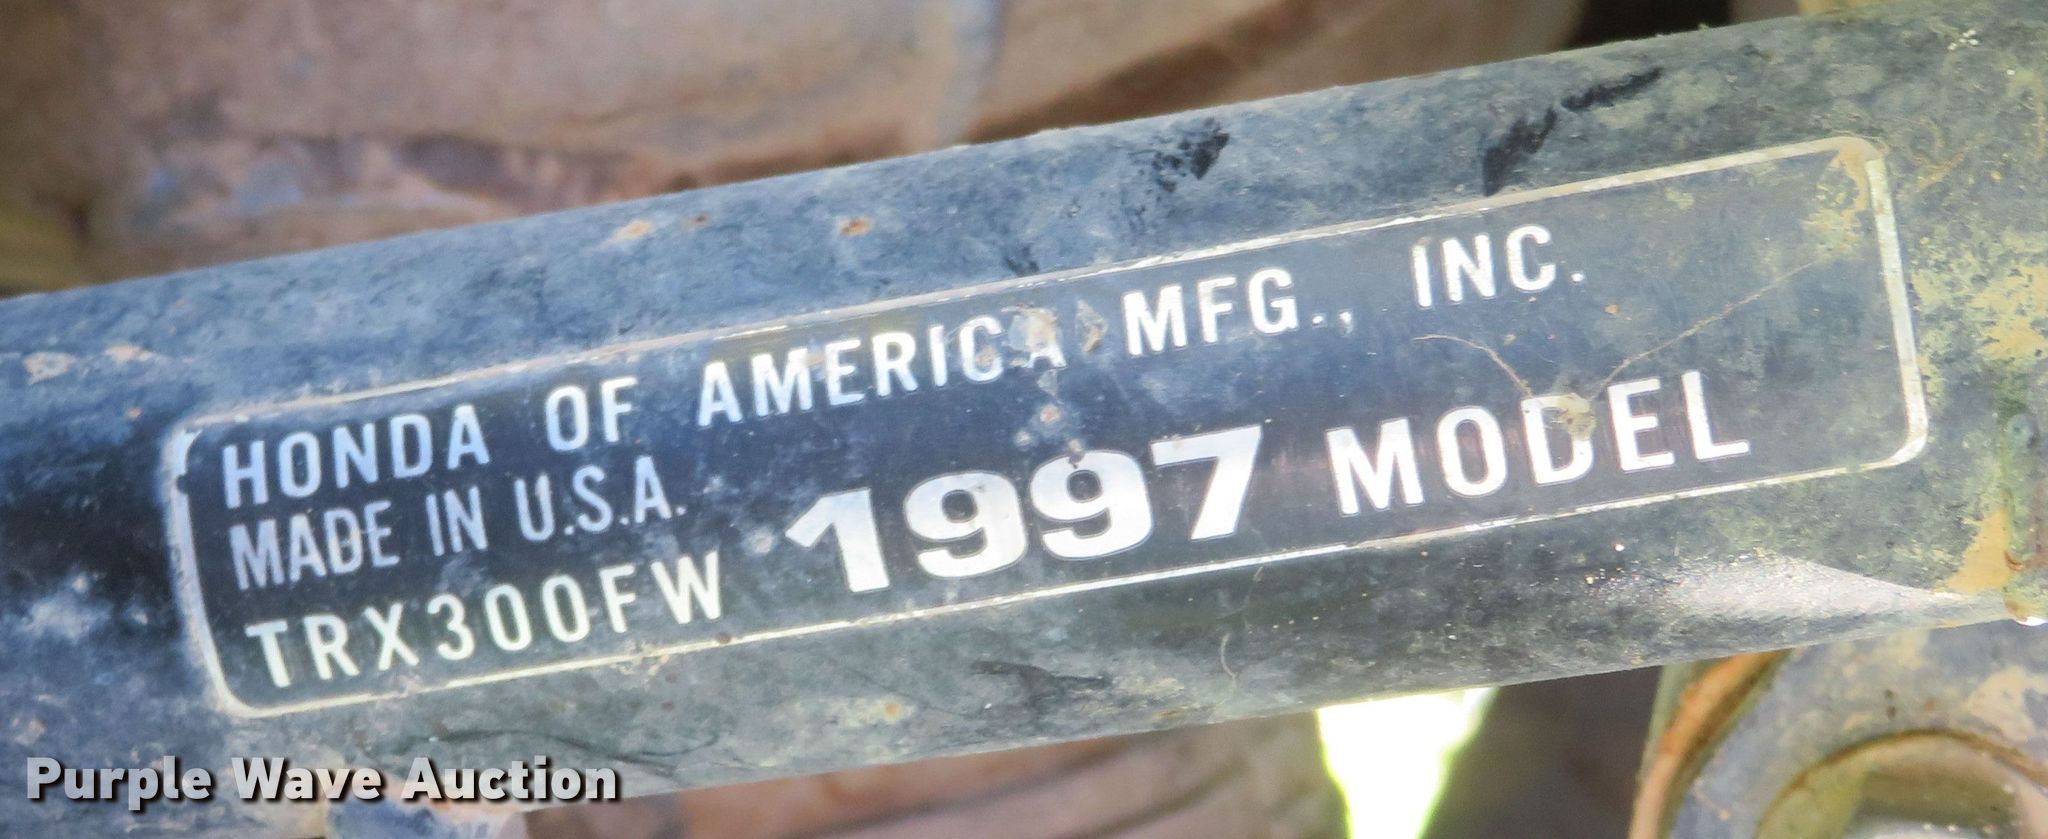 HONDA OF AMERICA MFG., INC.
MADE IN U.S.A.
TRX300FW 1997 MODEL
Purple Wave Auction